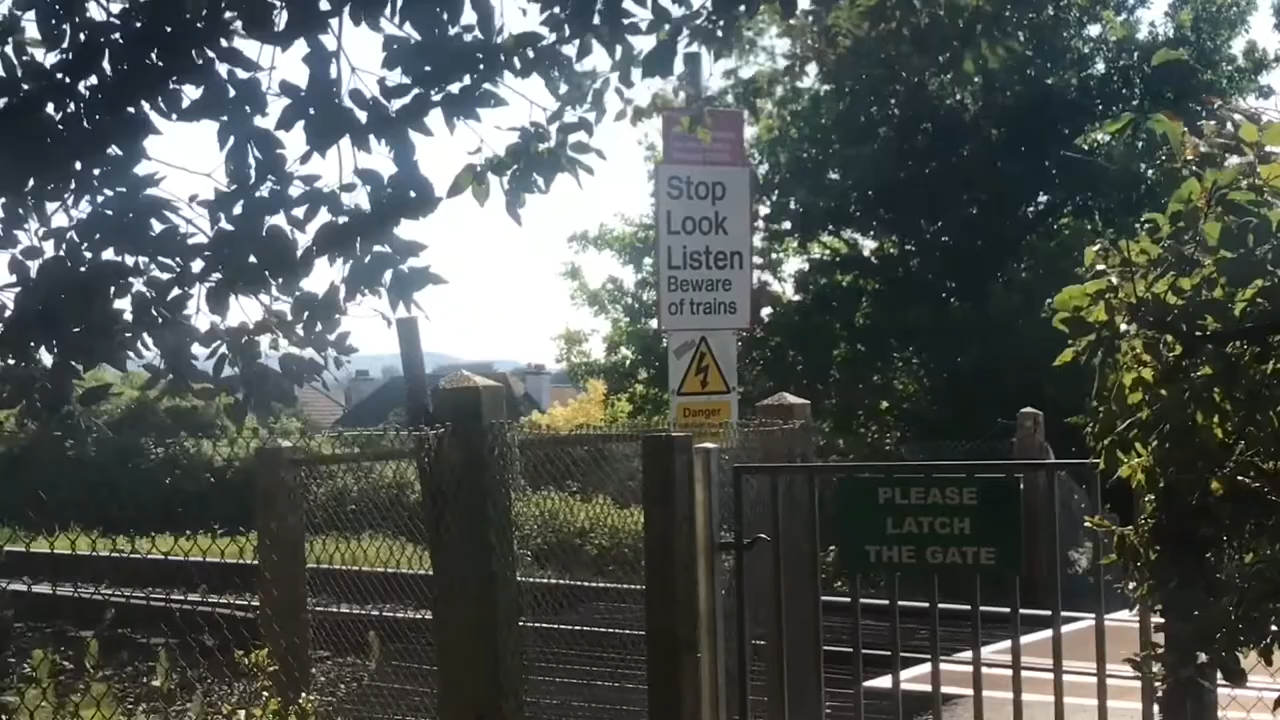 Stop
Look
Listen
Beware
of trains
Danger
PLEASE
LATCH
THE GATE